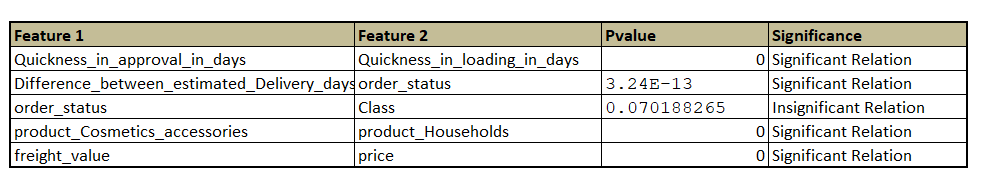 Feature 1 Feature 2 Pvalue Significance
Quickness_in_approval_in_days Quickness_in_loading_in_days 0 Significant Relation
Difference_between_estimated_Delivery_days order_status 3.24E-13 Significant Relation
order_status Class 0.070188265 Insignificant Relation
product_Cosmetics_accessories product_Households 0 Significant Relation
freight_value price 0 Significant Relation